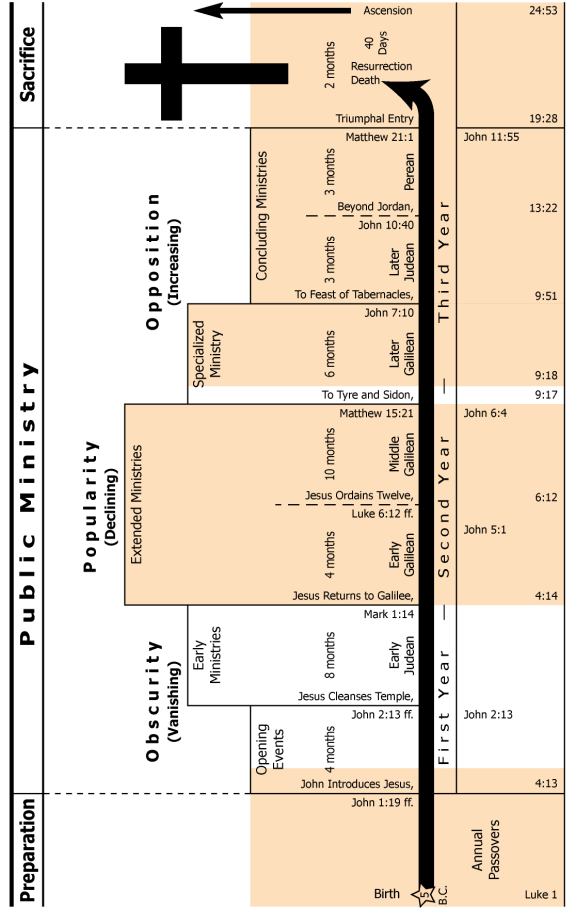 Sacrifice
Public Ministry
Preparation
Opposition
(Increasing)
Popularity
(Declining)
Obscurity
(Vanishing)
Ascension
40
Days
2 months
Resurrection
Death
Triumphal Entry
24:53
19:28
Concluding Ministries
Matthew 21:1
3 months
Perean
Beyond Jordan,
John 10:40
3 months
Later
Judean
To Feast of Tabernacles,
John 11:55
13:22
9:51
Third Year
Specialized
Ministry
John 7:10
6 months
Later
Galilean
To Tyre and Sidon,
9:18
9:17
Extended Ministries
Matthew 15:21
10 months
Middle
Galilean
Jesus Ordains Twelve,
Luke 6:12 ff.
4 months
Early
Galilean
Jesus Returns to Galilee,
John 6:4
6:12
John 5:1
4:14
Second Year
Early
Ministries
Mark 1:14
8 months
Early
Judean
Jesus Cleanses Temple,
Opening
Events
John 2:13 ff.
4 months
John Introduces Jesus,
John 2:13
4:13
First Year
John 1:19 ff.
Birth
5
B.C.
Annual
Passovers
Luke 1